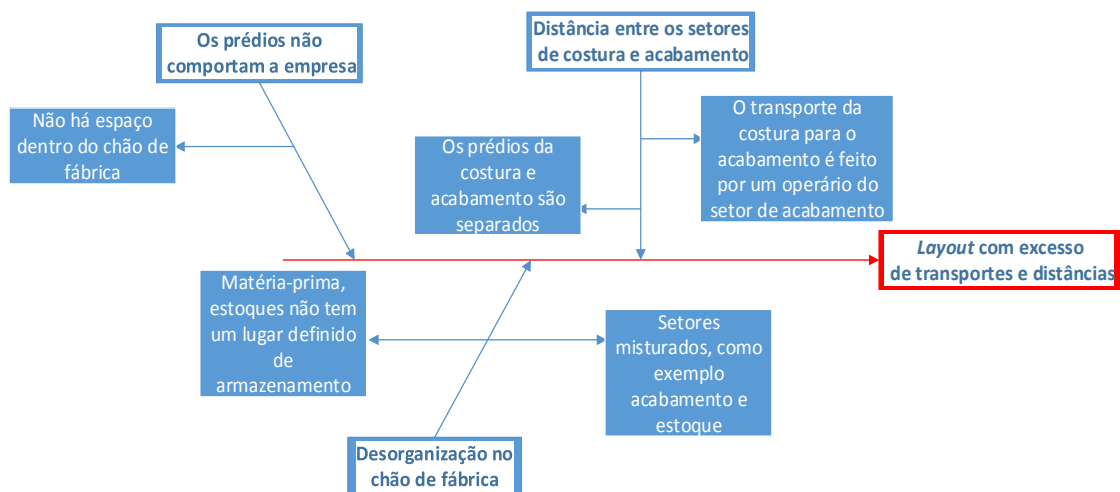 Os prédios não
comportam a empresa
Distância entre os setores
de costura e acabamento
Não há espaço
dentro do chão de
fábrica
Os prédios da
costura e
acabamento são
separados
O transporte da
costura para o
acabamento é feito
por um operário do
setor de acabamento
Layout com excesso
de transportes e distâncias
Matéria-prima,
estoques não tem
um lugar definido
de
armazenamento
Setores
misturados, como
exemplo
acabamento e
estoque
Desorganização no
chão de fábrica